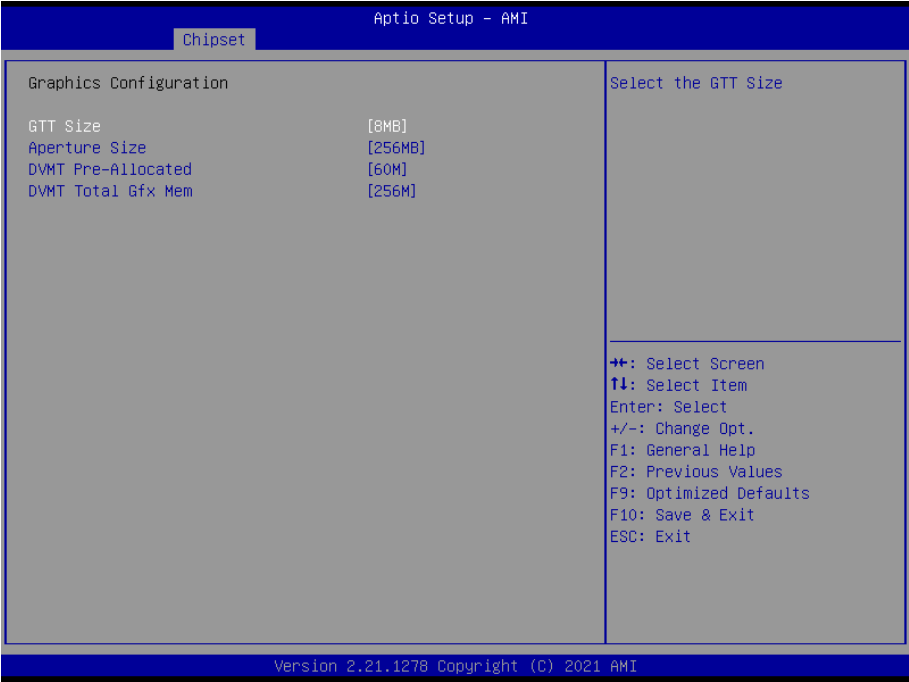 Aptio Setup – AMI
Chipset
Graphics Configuration
GTT Size [8MB]
Aperture Size [256MB]
DVMT Pre-Allocated [60M]
DVMT Total Gfx Mem [256M]
Select the GTT Size
→←: Select Screen
↑↓: Select Item
Enter: Select
+/-: Change Opt.
F1: General Help
F2: Previous Values
F9: Optimized Defaults
F10: Save & Exit
ESC: Exit
Version 2.21.1278 Copyright (C) 2021 AMI